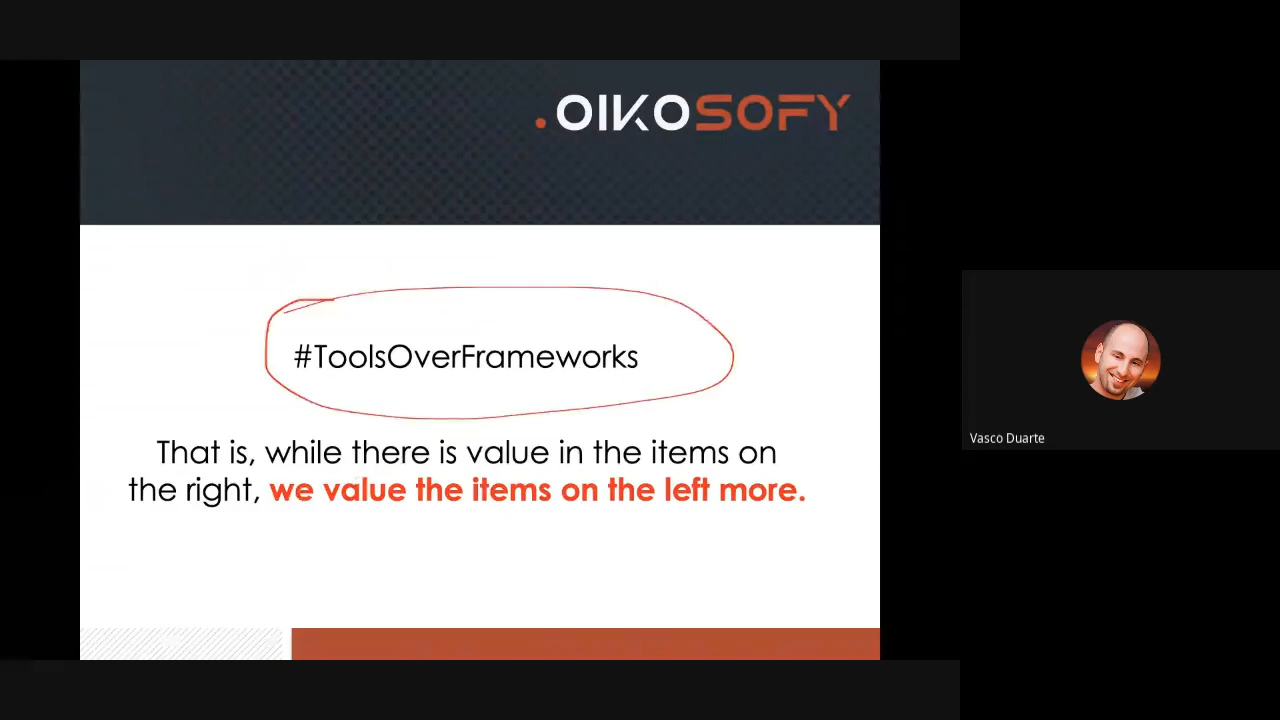 .OIKOSOFY
#ToolsOverFrameworks
That is, while there is value in the items on
the right, we value the items on the left more.
Vasco Duarte